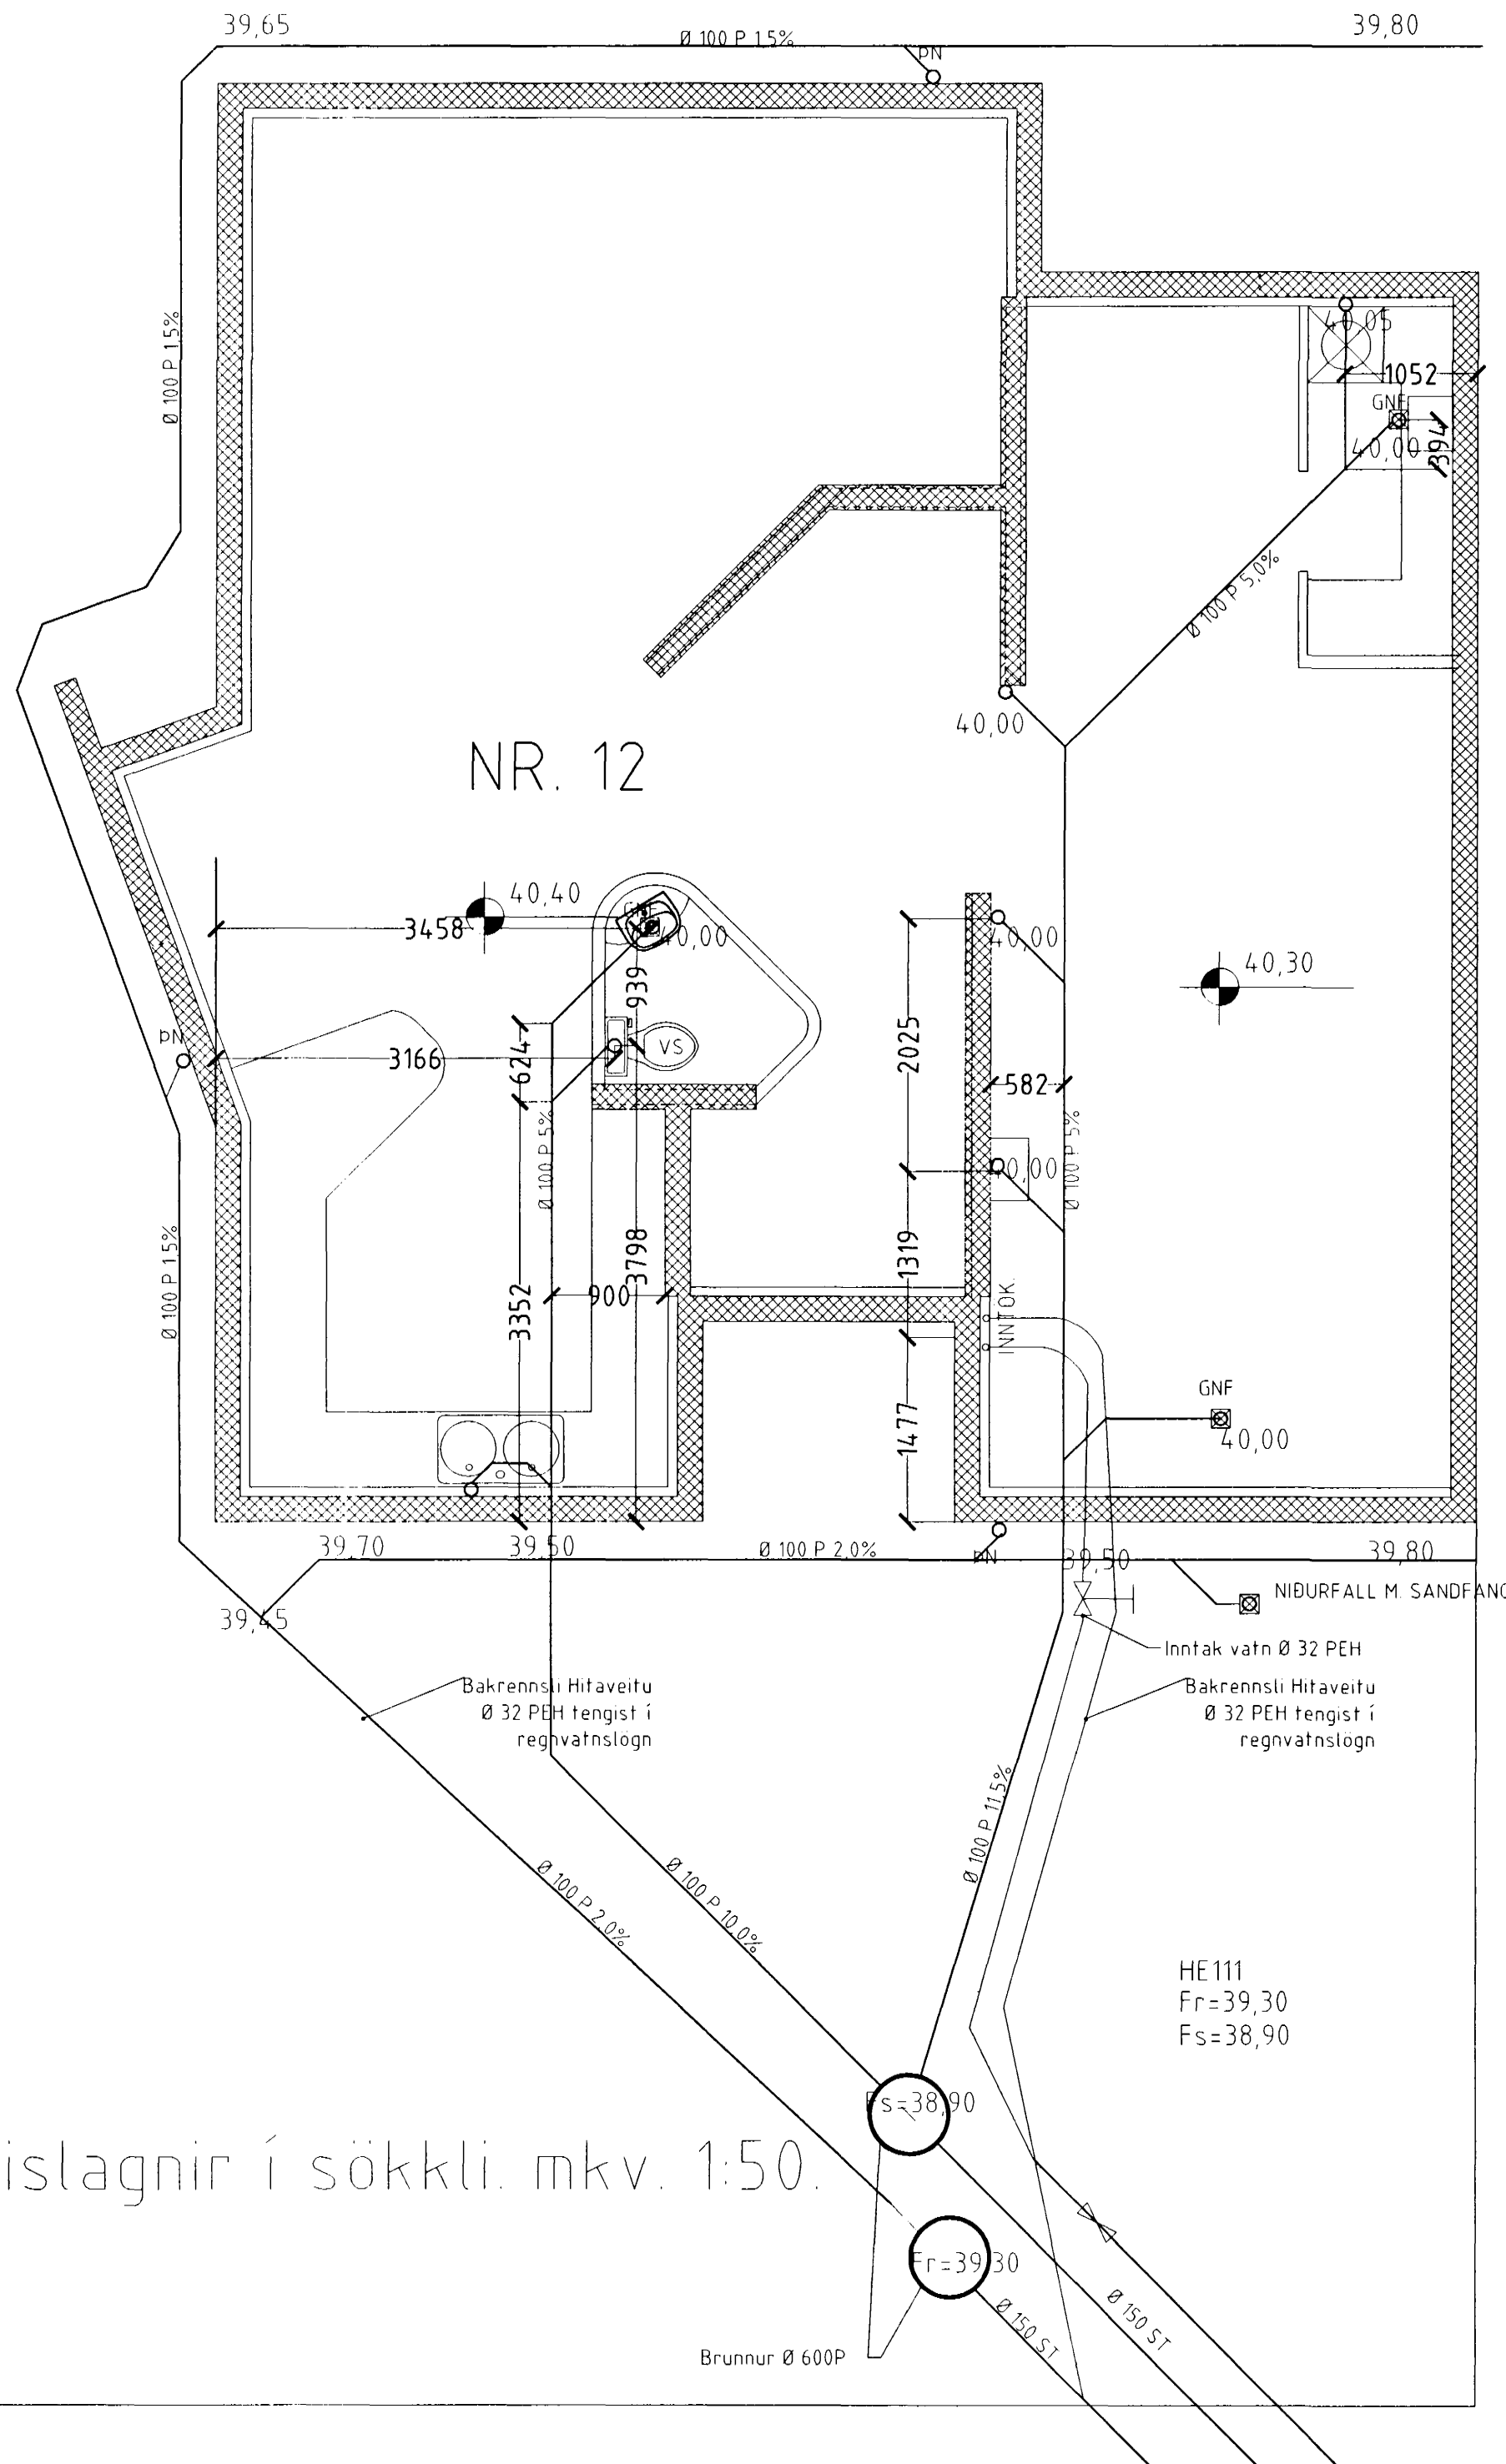 39,65
39,80
Ø 100 P 1.5%
ÞN
Ø 100 P 1.5%
40,05
1052
GNF
40,00
394
Ø 100 P 5.0%
40,00
NR. 12
40,40
3458
GNF
40,00
939
40,00
40,30
ÞN
3166
624
VS
2025
582
Ø 100 P 5%
Ø 100 P 5%
40,00
Ø 100 P 1.5%
3352
900
3798
1319
INNTÖK.
1477
GNF
40,00
39,70
39,50
Ø 100 P 2.0%
ÞN
39,50
39,80
NIÐURFALL M. SANDFANG
39,45
Inntak vatn Ø 32 PEH
Bakrennsli Hitaveitu
Ø 32 PEH tengist í
regnvatnslögn
Bakrennsli Hitaveitu
Ø 32 PEH tengist í
regnvatnslögn
Ø 100 P 11.5%
Ø 100 P 2.0%
Ø 100 P 10.0%
HE111
Fr=39,30
Fs=38,90
Fs=38,90
islagnir í sökkli. mkv. 1:50.
Fr=39,30
Ø 150 ST
Ø 150 ST
Brunnur Ø 600P